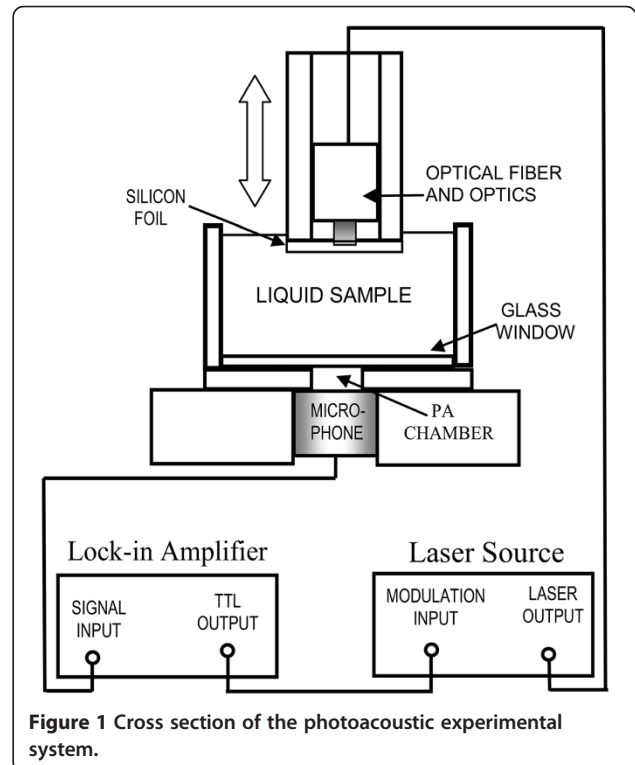 OPTICAL FIBER
AND OPTICS
SILICON
FOIL
LIQUID SAMPLE
GLASS
WINDOW
MICRO-
PHONE
PA
CHAMBER
Lock-in Amplifier
SIGNAL
INPUT
TTL
OUTPUT
Laser Source
MODULATION
INPUT
LASER
OUTPUT
Figure 1 Cross section of the photoacoustic experimental
system.